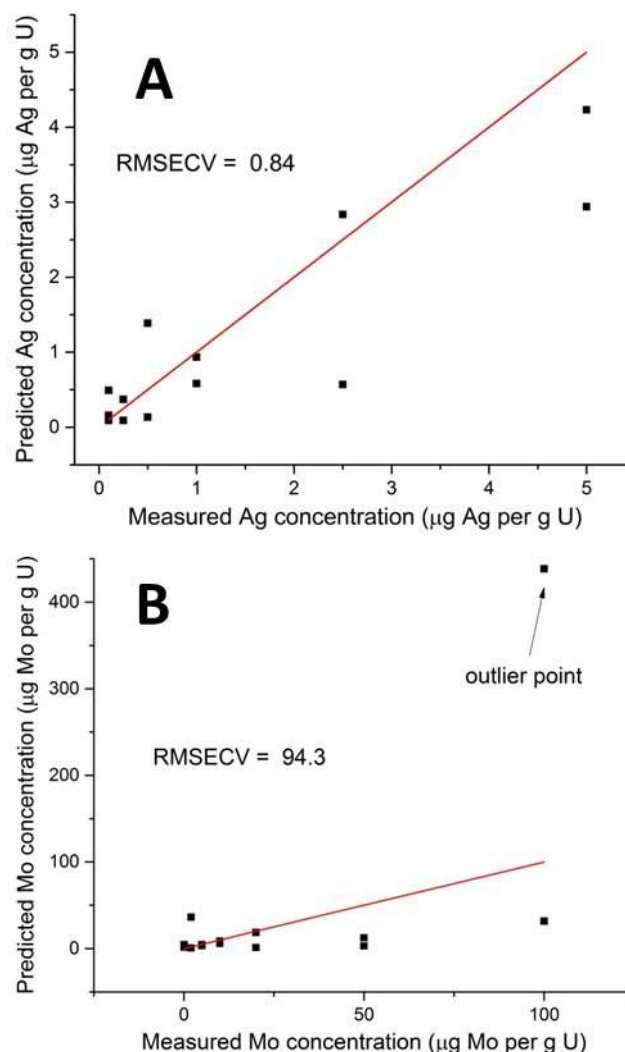 A
RMSECV = 0.84
Predicted Ag concentration (μg Ag per g U)
5
4
3
2
1
0
0 1 2 3 4 5
Measured Ag concentration (μg Ag per g U)
B
outlier point
RMSECV = 94.3
Predicted Mo concentration (μg Mo per g U)
400
300
200
100
0
0 50 100
Measured Mo concentration (μg Mo per g U)